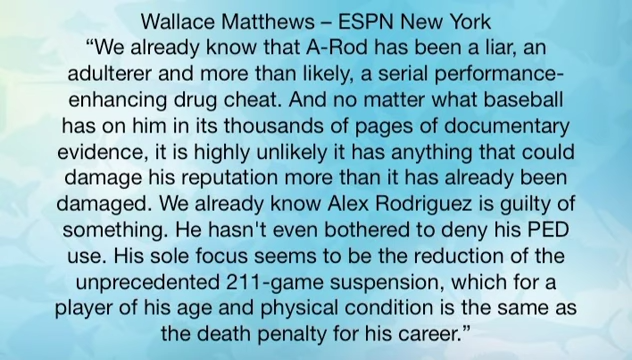 Wallace Matthews – ESPN New York
“We already know that A-Rod has been a liar, an
adulterer and more than likely, a serial performance-
enhancing drug cheat. And no matter what baseball
has on him in its thousands of pages of documentary
evidence, it is highly unlikely it has anything that could
damage his reputation more than it has already been
damaged. We already know Alex Rodriguez is guilty of
something. He hasn't even bothered to deny his PED
use. His sole focus seems to be the reduction of the
unprecedented 211-game suspension, which for a
player of his age and physical condition is the same as
the death penalty for his career.”